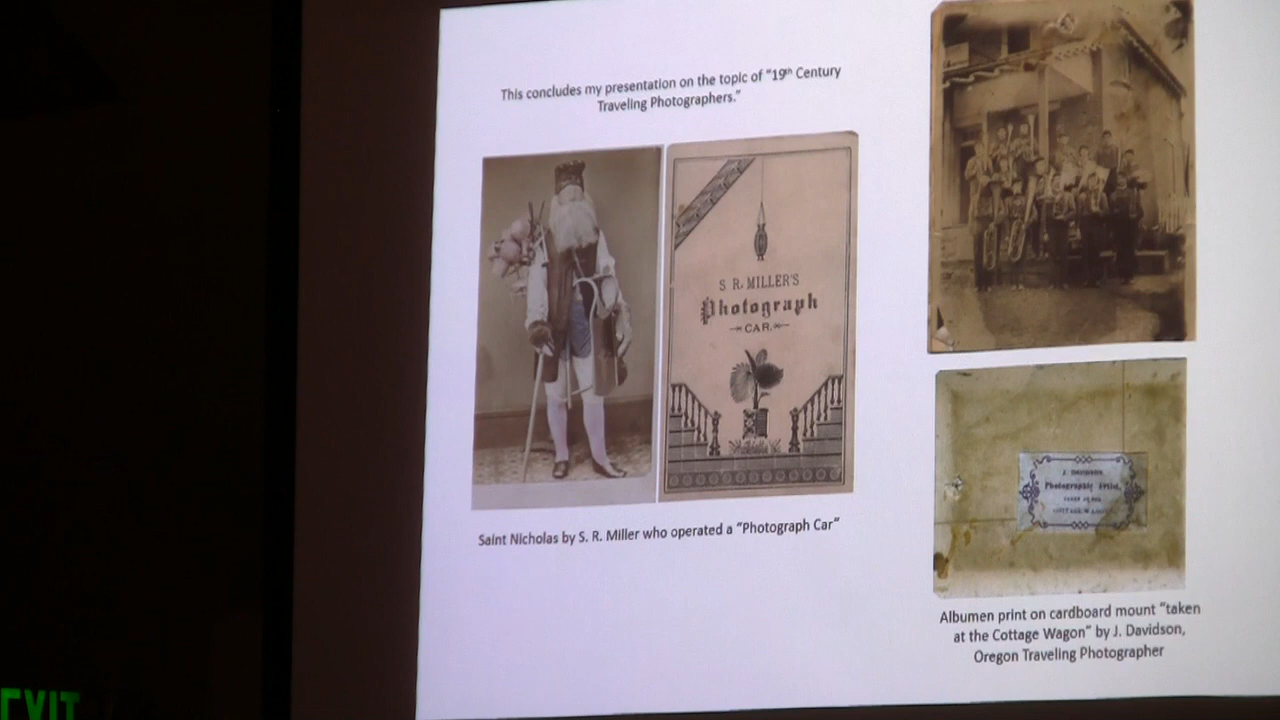 This concludes my presentation on the topic of "19th Century
Traveling Photographers."
S. R. MILLER'S
Photograph
CAR.
Saint Nicholas by S. R. Miller who operated a "Photograph Car"
J. DAVIDSON
Photographic Artist,
Albumen print on cardboard mount "taken
at the Cottage Wagon" by J. Davidson,
Oregon Traveling Photographer
EXIT